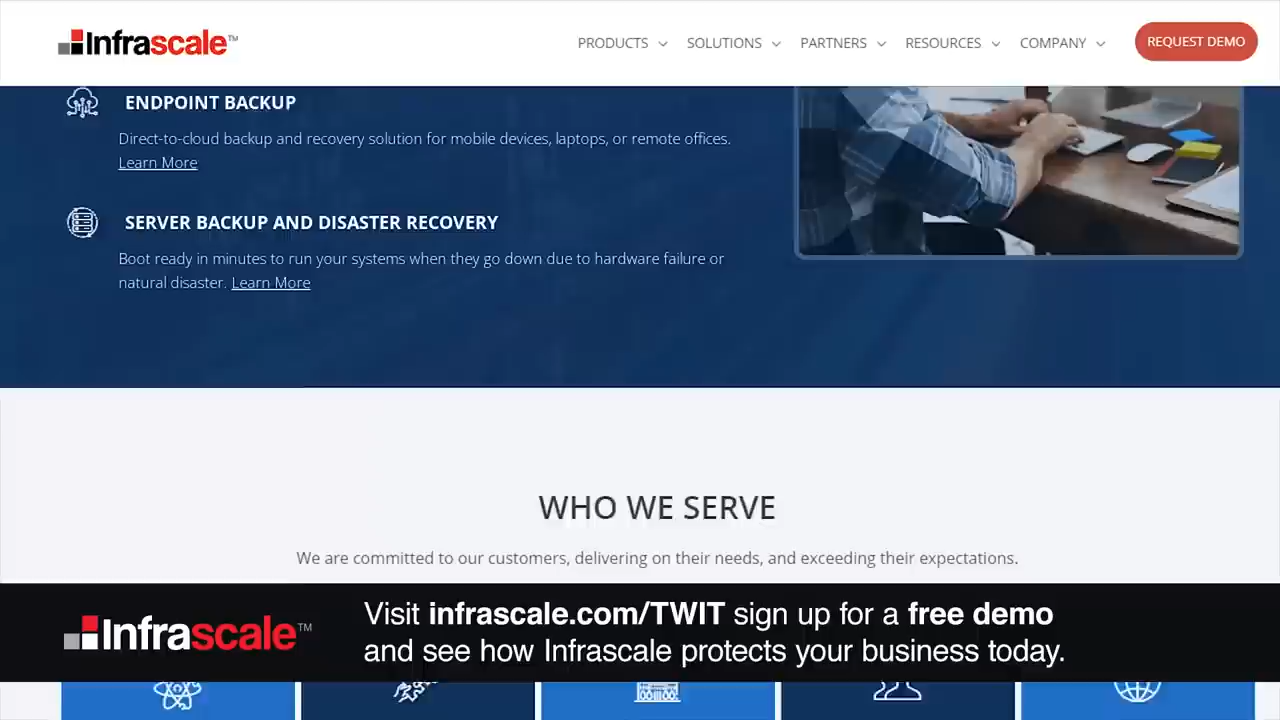 Infrascale™
PRODUCTS SOLUTIONS PARTNERS RESOURCES COMPANY REQUEST DEMO
ENDPOINT BACKUP
Direct-to-cloud backup and recovery solution for mobile devices, laptops, or remote offices.
Learn More
SERVER BACKUP AND DISASTER RECOVERY
Boot ready in minutes to run your systems when they go down due to hardware failure or
natural disaster. Learn More
WHO WE SERVE
We are committed to our customers, delivering on their needs, and exceeding their expectations.
Infrascale™
Visit infrascale.com/TWIT sign up for a free demo
and see how Infrascale protects your business today.